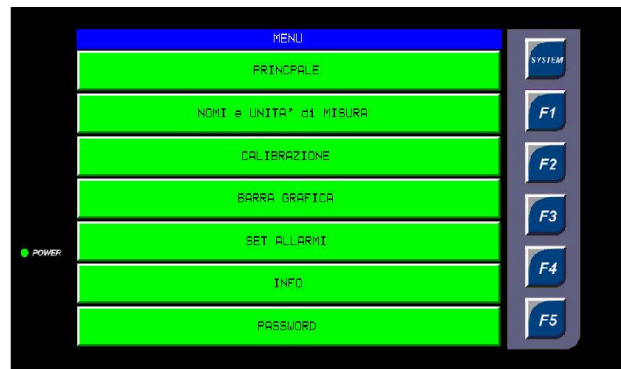 MENU
PRINCPALE
NOMI e UNITA' di MISURA
CALIBRAZIONE
BARRA GRAFICA
SET ALLARMI
INFO
PASSWORD
POWER
SYSTEM
F1
F2
F3
F4
F5